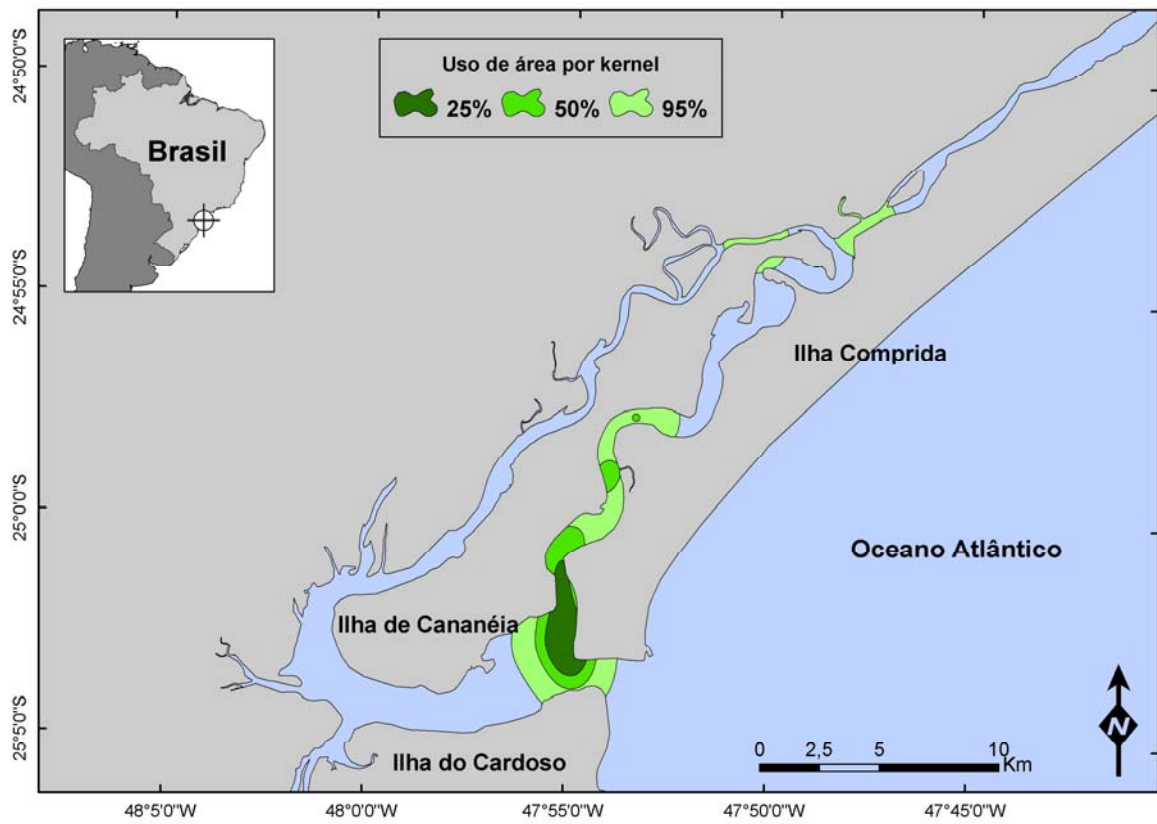 Uso de área por kernel
25% 50% 95%
Brasil
24°50'0"S
24°55'0"S
25°0'0"S
25°5'0"S
Ilha Comprida
Oceano Atlântico
Ilha de Cananéia
Ilha do Cardoso
N
0 2,5 5 10
Km
48°5'0"W 48°0'0"W 47°55'0"W 47°50'0"W 47°45'0"W